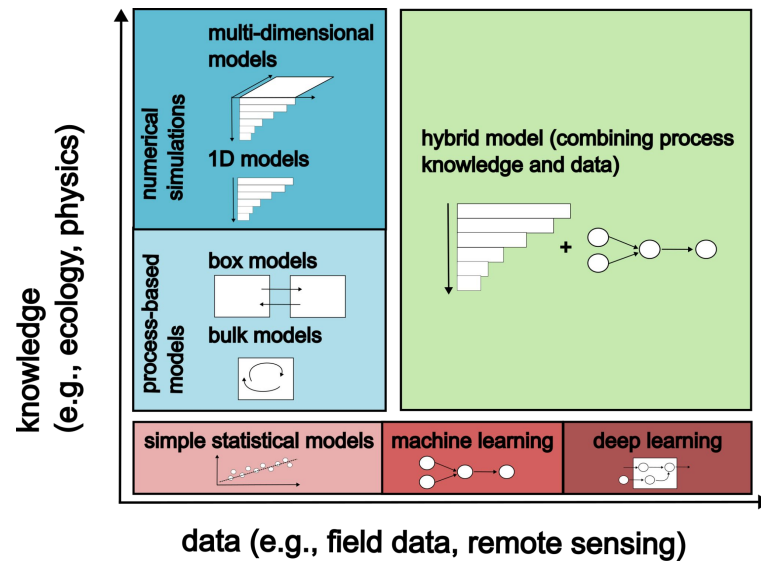 multi-dimensional
models
numerical
simulations
1D models
hybrid model (combining process
knowledge and data)
+
process-based
models
box models
bulk models
knowledge
(e.g., ecology, physics)
simple statistical models
machine learning
deep learning
data (e.g., field data, remote sensing)